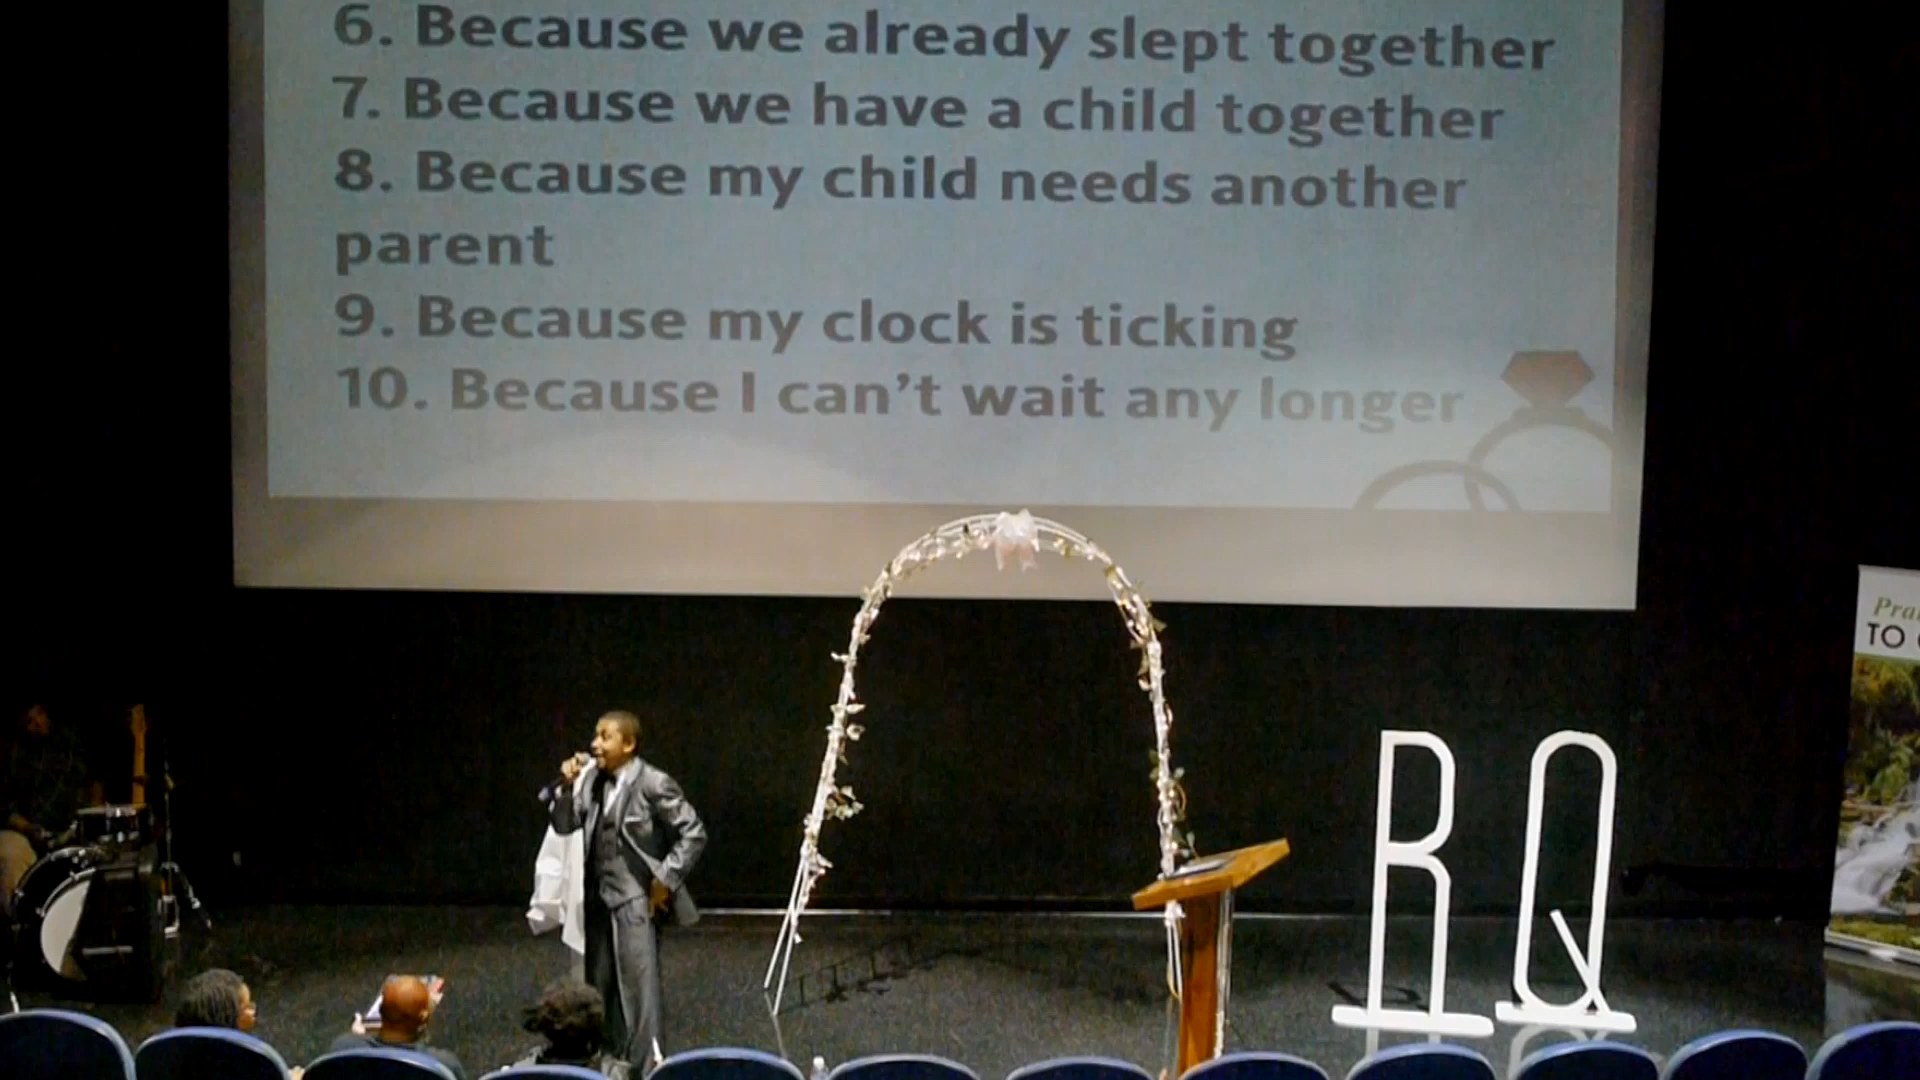 6. Because we already slept together
7. Because we have a child together
8. Because my child needs another
parent
9. Because my clock is ticking
10. Because I can't wait any longer
TO
R Q